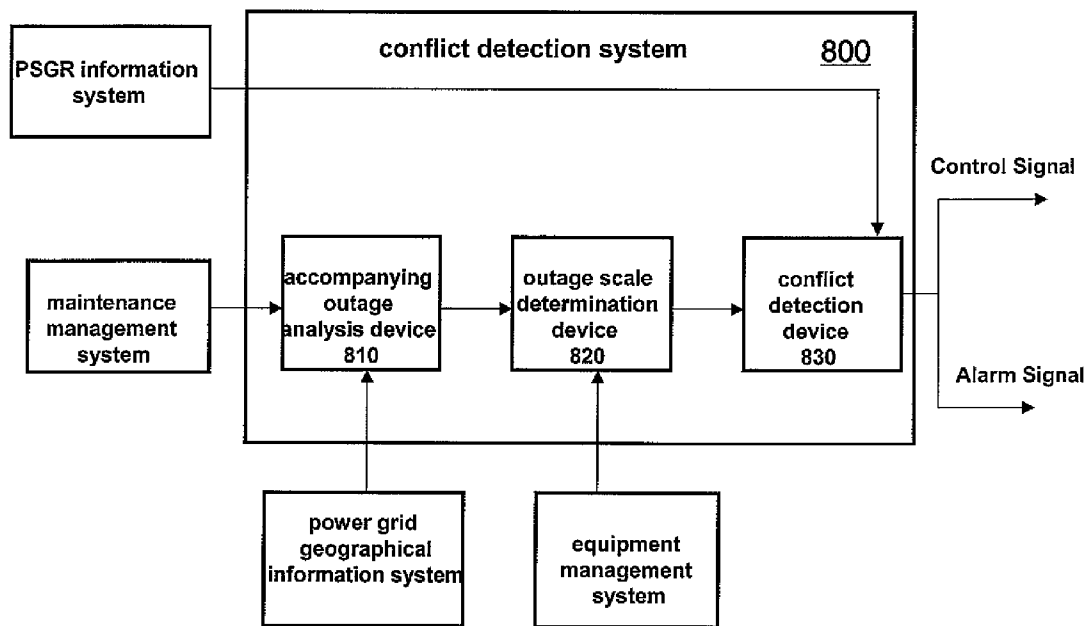 conflict detection system 800
PSGR information
system
Control Signal
maintenance
management
system
accompanying
outage
analysis device
810
outage scale
determination
device
820
conflict
detection
device
830
Alarm Signal
power grid
geographical
information system
equipment
management
system